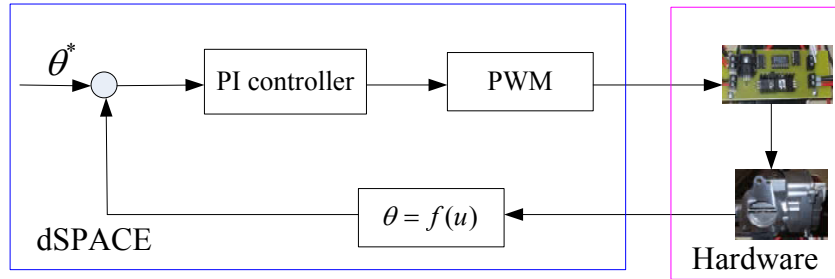 θ*
PI controller
PWM
θ = f(u)
dSPACE
Hardware